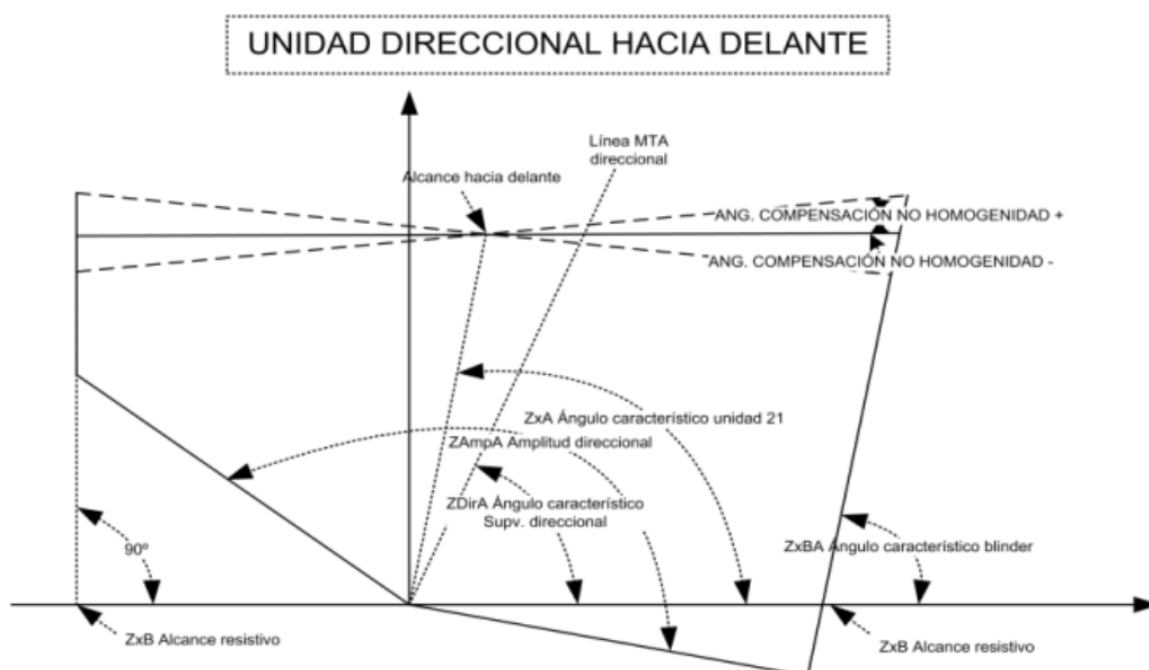 UNIDAD DIRECCIONAL HACIA DELANTE
Línea MTA
direccional
Alcance hacia delante
ANG. COMPENSACIÓN NO HOMOGENIDAD +
ANG. COMPENSACIÓN NO HOMOGENIDAD -
ZxA Ángulo característico unidad 21
ZAmpA Amplitud direccional
ZDirA Ángulo característico
Supv. direccional
90º
ZxBA Ángulo característico blinder
ZxB Alcance resistivo
ZxB Alcance resistivo